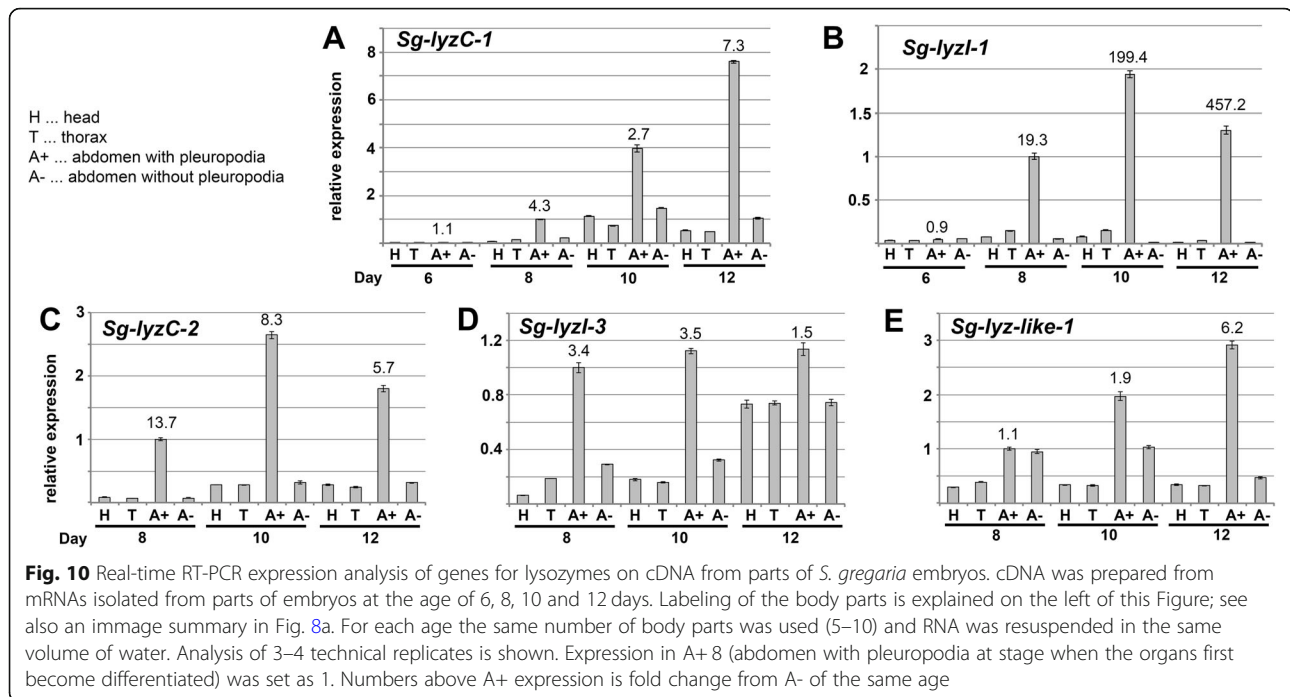 A
Sg-lyzC-1
relative expression
8
6
4
2
1.1
4.3
2.7
7.3
H T A+ A- H T A+ A- H T A+ A- H T A+ A-
Day 6 8 10 12
H ... head
T ... thorax
A+ ... abdomen with pleuropodia
A- ... abdomen without pleuropodia
B
Sg-lyzI-1
2
1.5
1
0.5
0.9
19.3
199.4
457.2
H T A+ A- H T A+ A- H T A+ A- H T A+ A-
6 8 10 12
C
Sg-lyzC-2
relative expression
3
2
1
13.7
8.3
5.7
H T A+ A- H T A+ A- H T A+ A-
Day 8 10 12
D
Sg-lyzI-3
1.2
0.8
0.4
3.4
3.5
1.5
H T A+ A- H T A+ A- H T A+ A-
8 10 12
E
Sg-lyz-like-1
3
2
1
1.1
1.9
6.2
H T A+ A- H T A+ A- H T A+ A-
8 10 12
Fig. 10 Real-time RT-PCR expression analysis of genes for lysozymes on cDNA from parts of S. gregaria embryos. cDNA was prepared from
mRNAs isolated from parts of embryos at the age of 6, 8, 10 and 12 days. Labeling of the body parts is explained on the left of this Figure; see
also an immage summary in Fig. 8a. For each age the same number of body parts was used (5–10) and RNA was resuspended in the same
volume of water. Analysis of 3–4 technical replicates is shown. Expression in A+ 8 (abdomen with pleuropodia at stage when the organs first
become differentiated) was set as 1. Numbers above A+ expression is fold change from A- of the same age